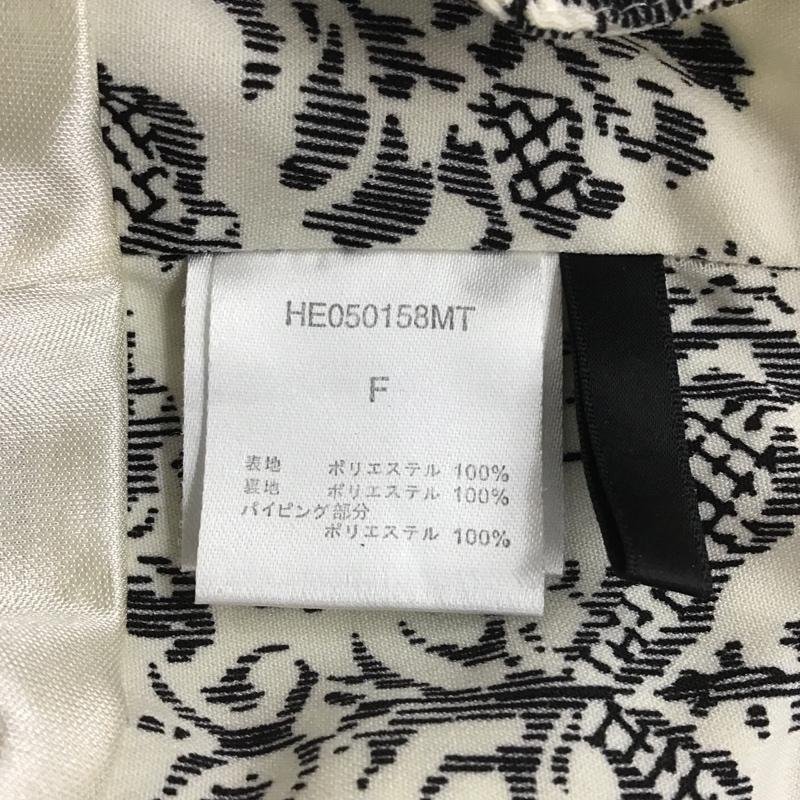 HE050158MT
F
表地 ポリエステル 100%
裏地 ポリエステル 100%
パイピング部分
ポリエステル 100%